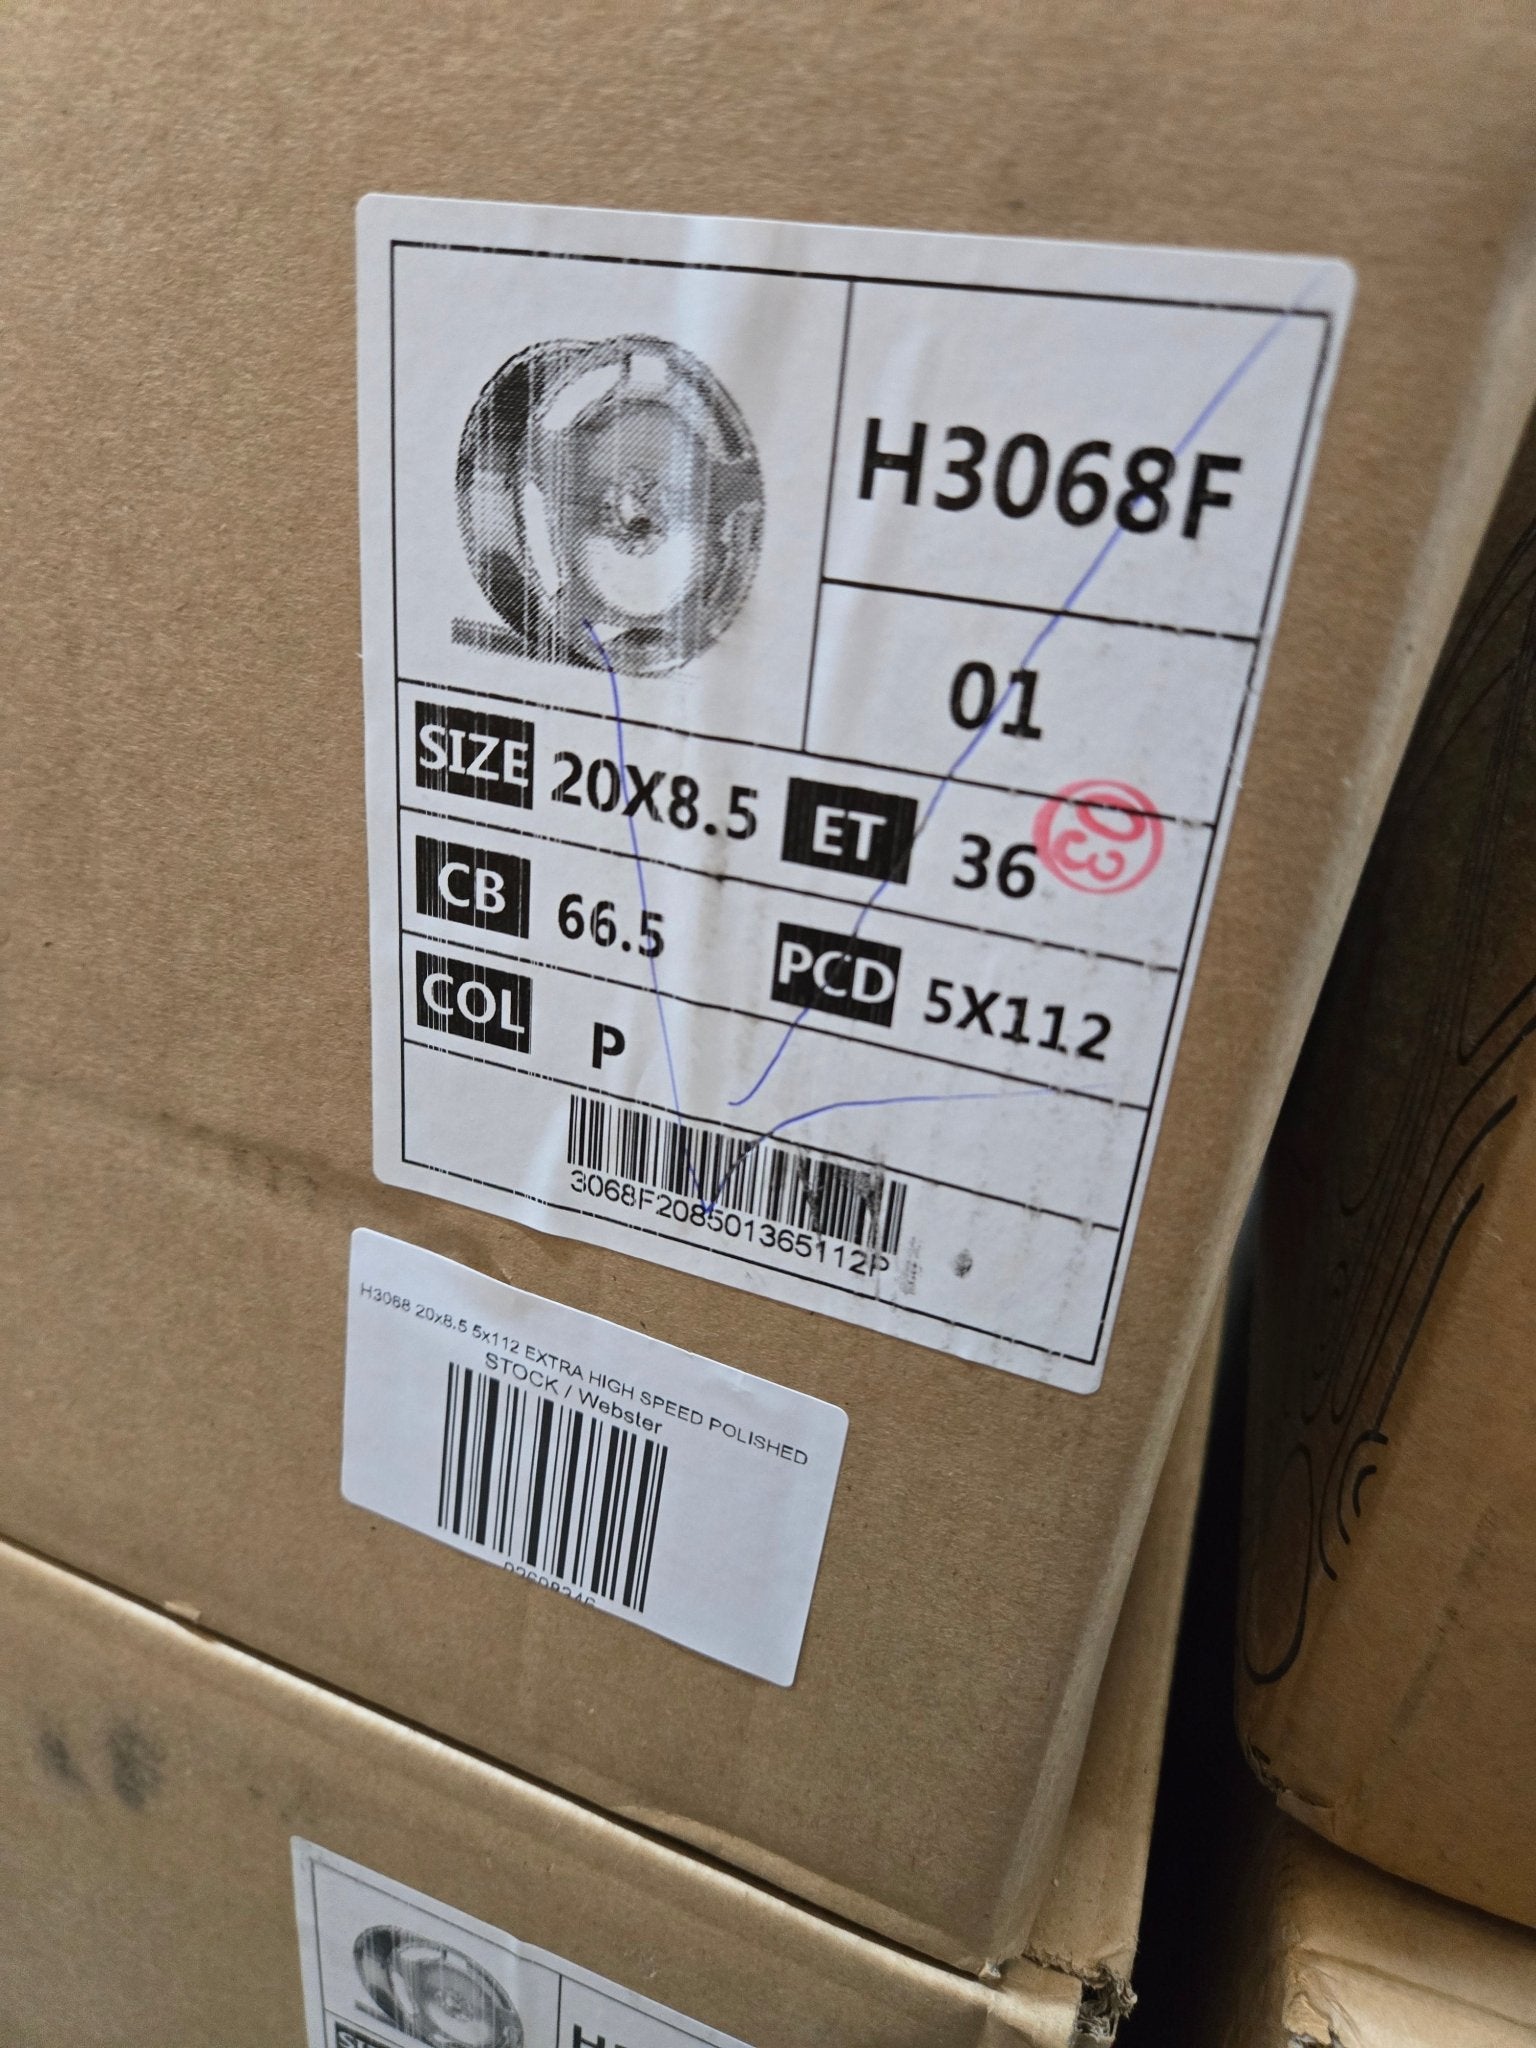 H3068F
01
SIZE 20X8.5 ET 36
03
CB 66.5 PCD 5X112
COL P
3068F208501365112P
H3068 20x8.5 5x112 EXTRA HIGH SPEED POLISHED
STOCK / Webster